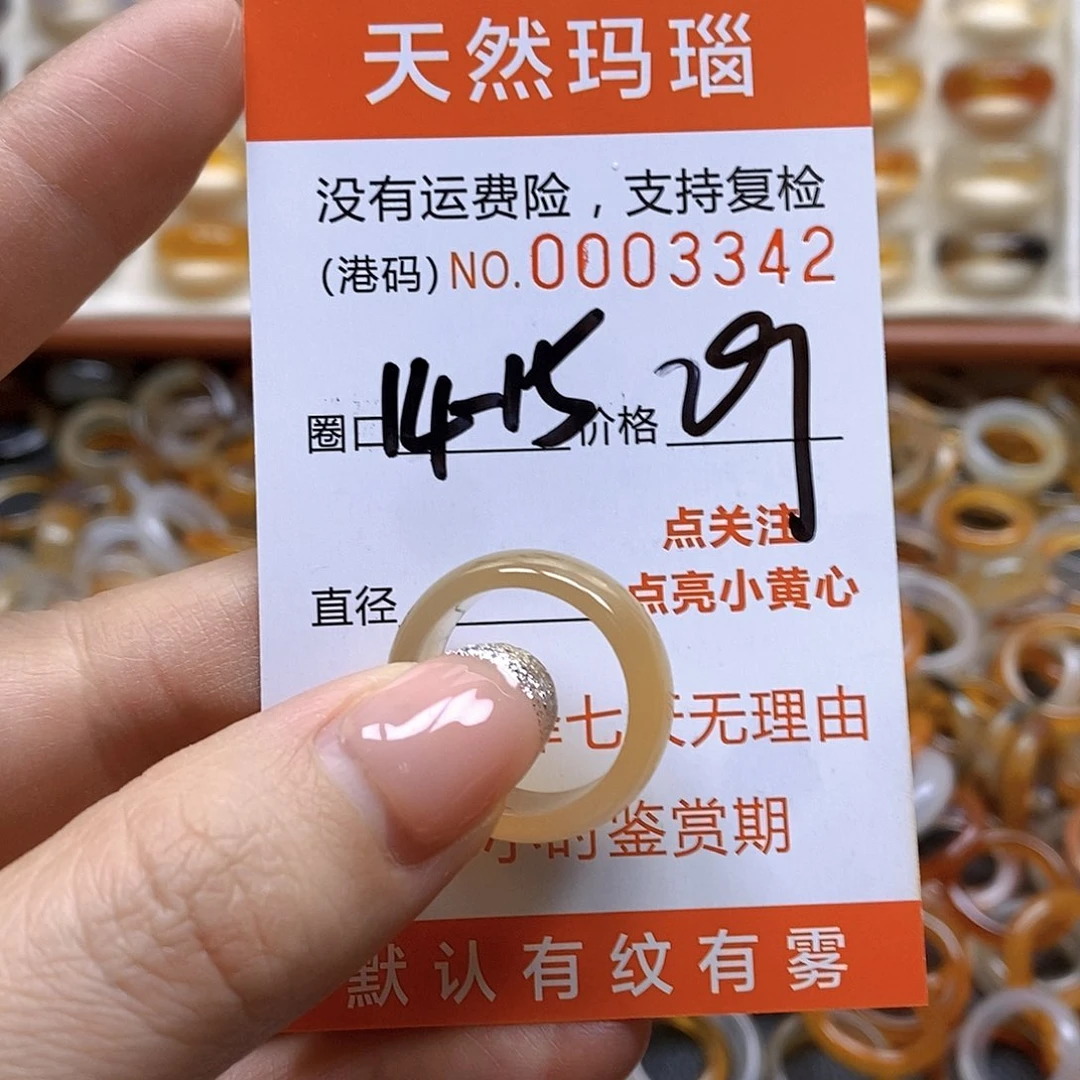 天然玛瑙
没有运费险，支持复检
(港码) NO.0003342
圈口 14-15 价格 29
点关注
直径 点亮小黄心
七天无理由
小时鉴赏期
默认有纹有雾